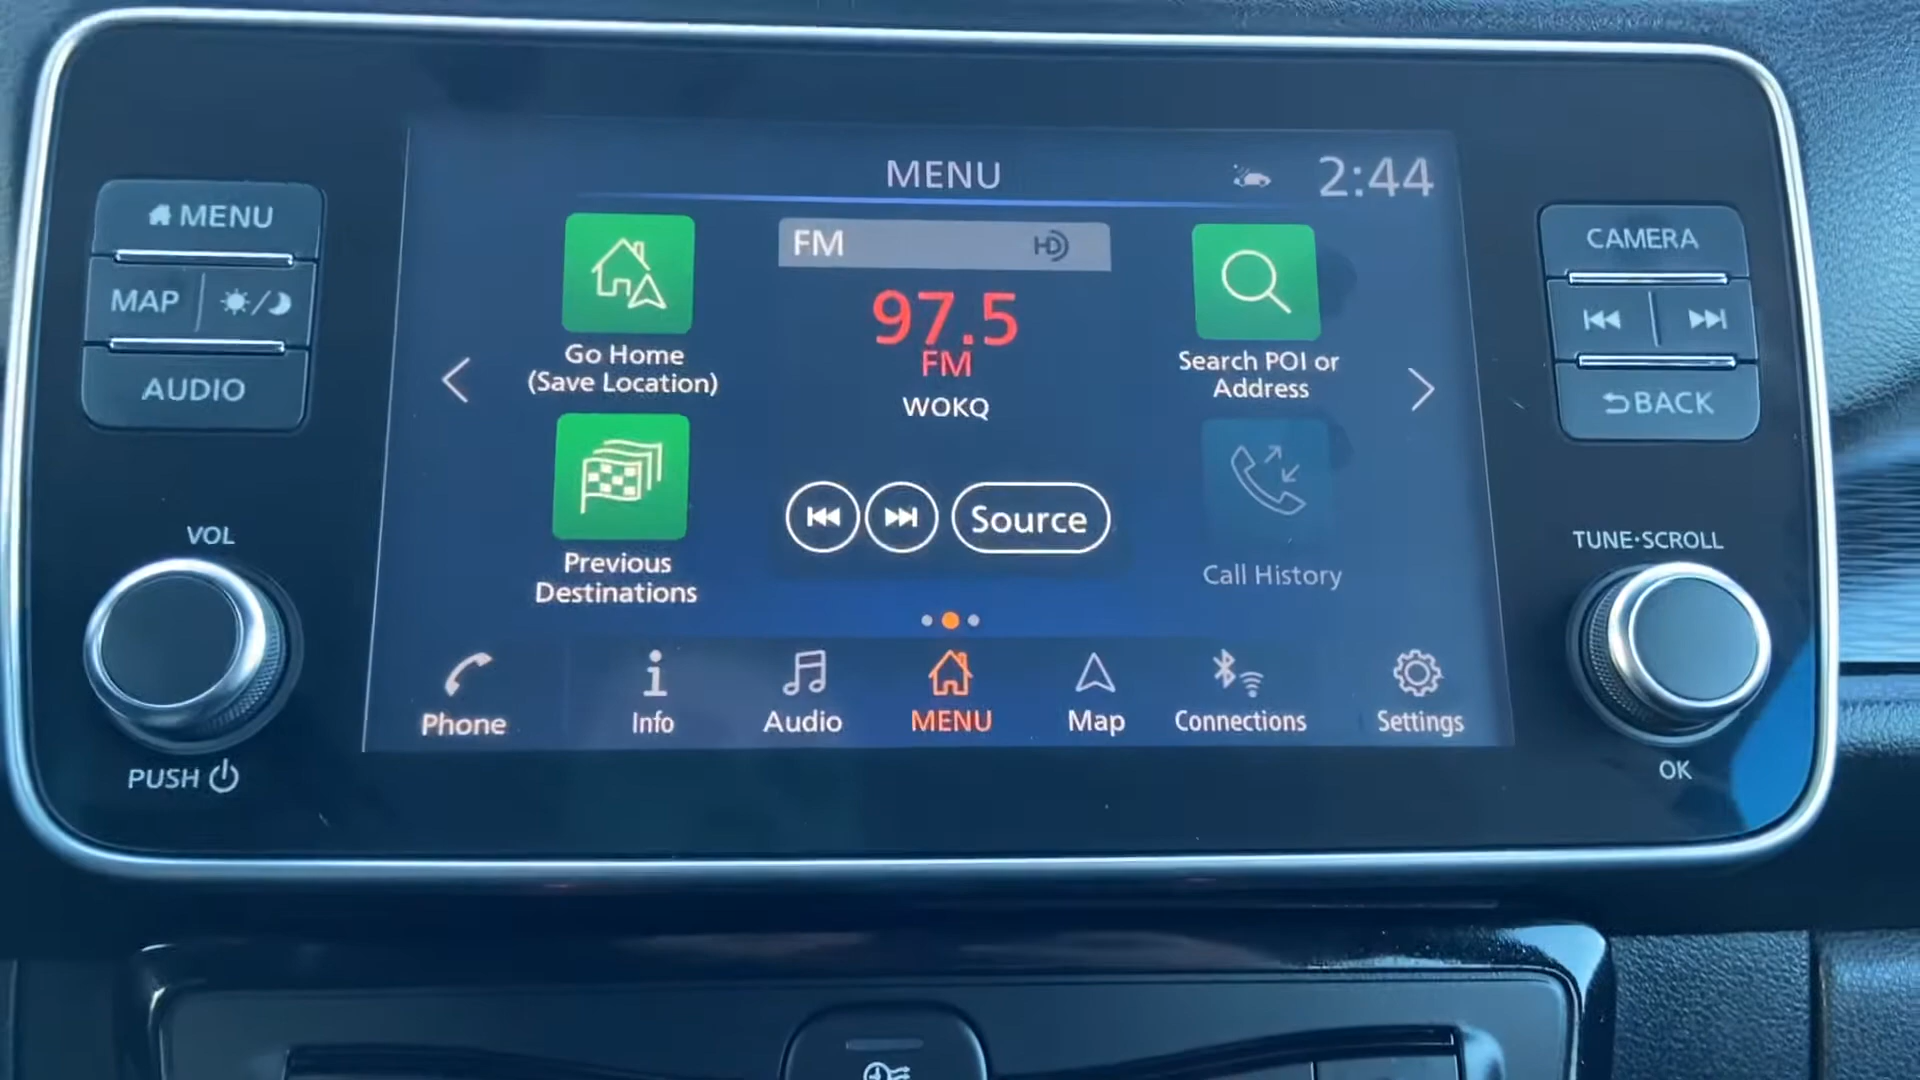 MENU
MAP
AUDIO
VOL
PUSH
MENU
2:44
Go Home
(Save Location)
FM HD
97.5
FM
WOKQ
Search POI or
Address
Previous
Destinations
Source
Call History
Phone
Info
Audio
MENU
Map
Connections
Settings
CAMERA
BACK
TUNE·SCROLL
OK